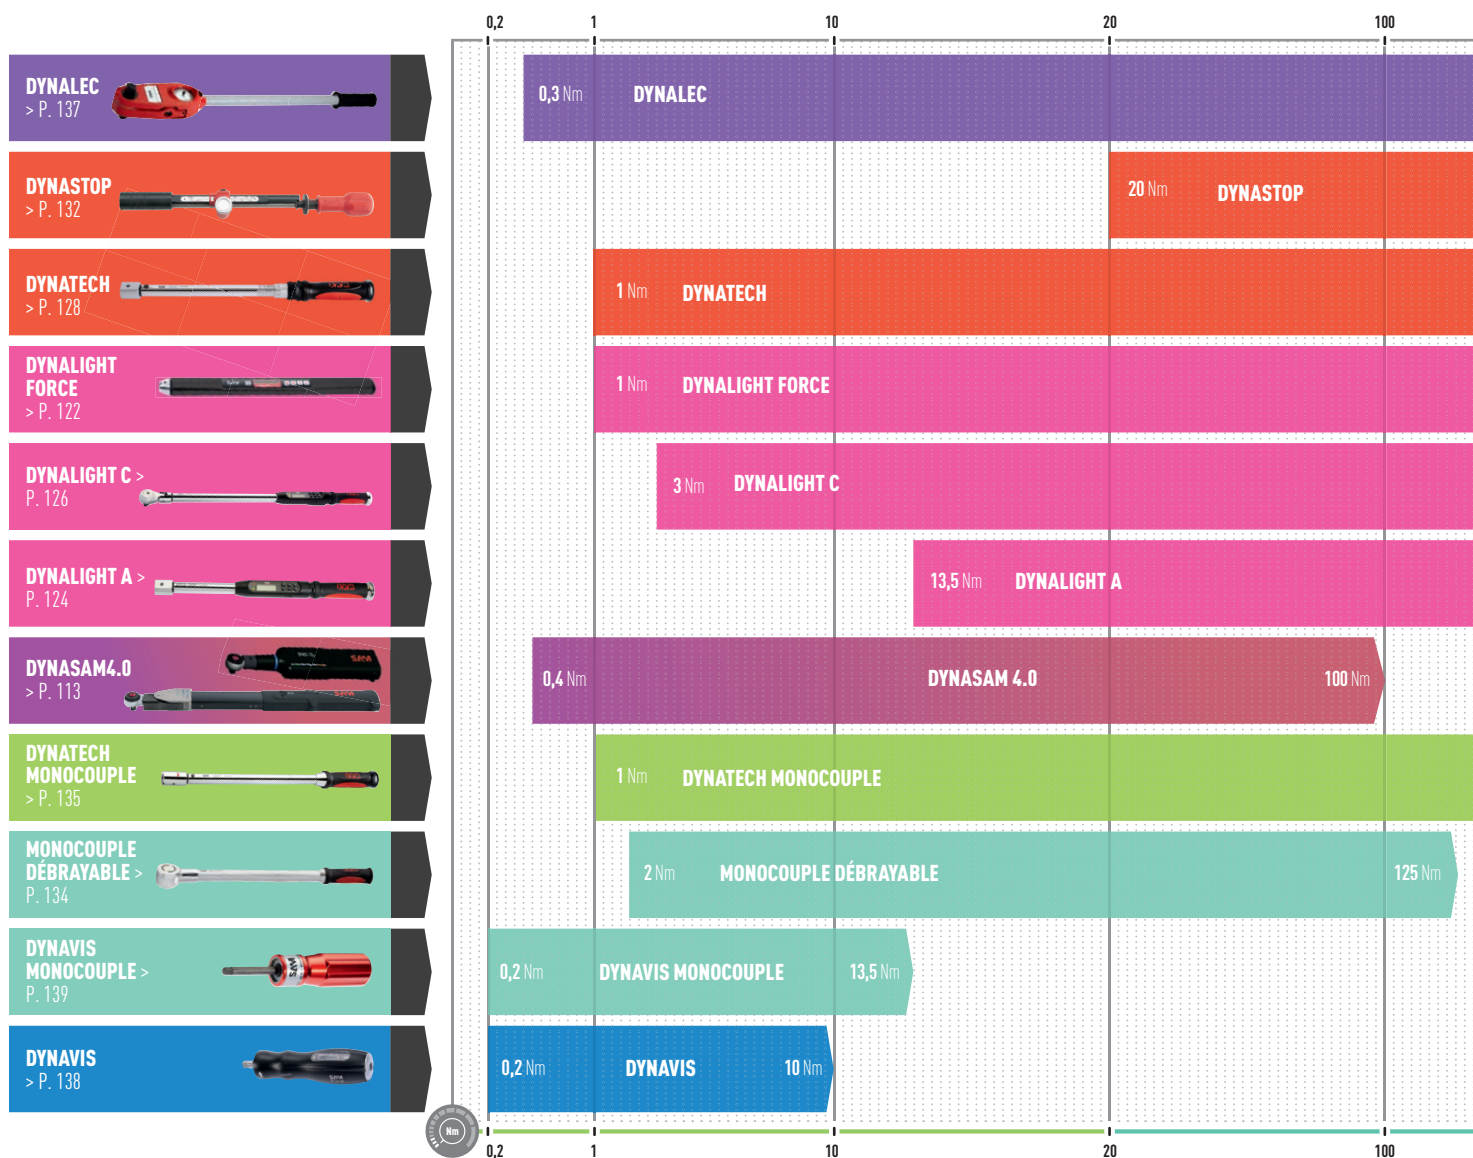 0,2 1 10 20 100
DYNALEC
> P. 137
0,3 Nm DYNALEC
DYNASTOP
> P. 132
20 Nm DYNASTOP
DYNATECH
> P. 128
1 Nm DYNATECH
DYNALIGHT
FORCE
> P. 122
1 Nm DYNALIGHT FORCE
DYNALIGHT C >
P. 126
3 Nm DYNALIGHT C
DYNALIGHT A >
P. 124
13,5 Nm DYNALIGHT A
DYNASAM4.0
> P. 113
SAM
SAM
0,4 Nm DYNASAM 4.0 100 Nm
DYNATECH
MONOCOUPLE
> P. 135
1 Nm DYNATECH MONOCOUPLE
MONOCOUPLE
DÉBRAYABLE >
P. 134
2 Nm MONOCOUPLE DÉBRAYABLE 125 Nm
DYNAVIS
MONOCOUPLE >
P. 139
SAM
0,2 Nm DYNAVIS MONOCOUPLE 13,5 Nm
DYNAVIS
> P. 138
SAM
0,2 Nm DYNAVIS 10 Nm
Nm
0,2 1 10 20 100